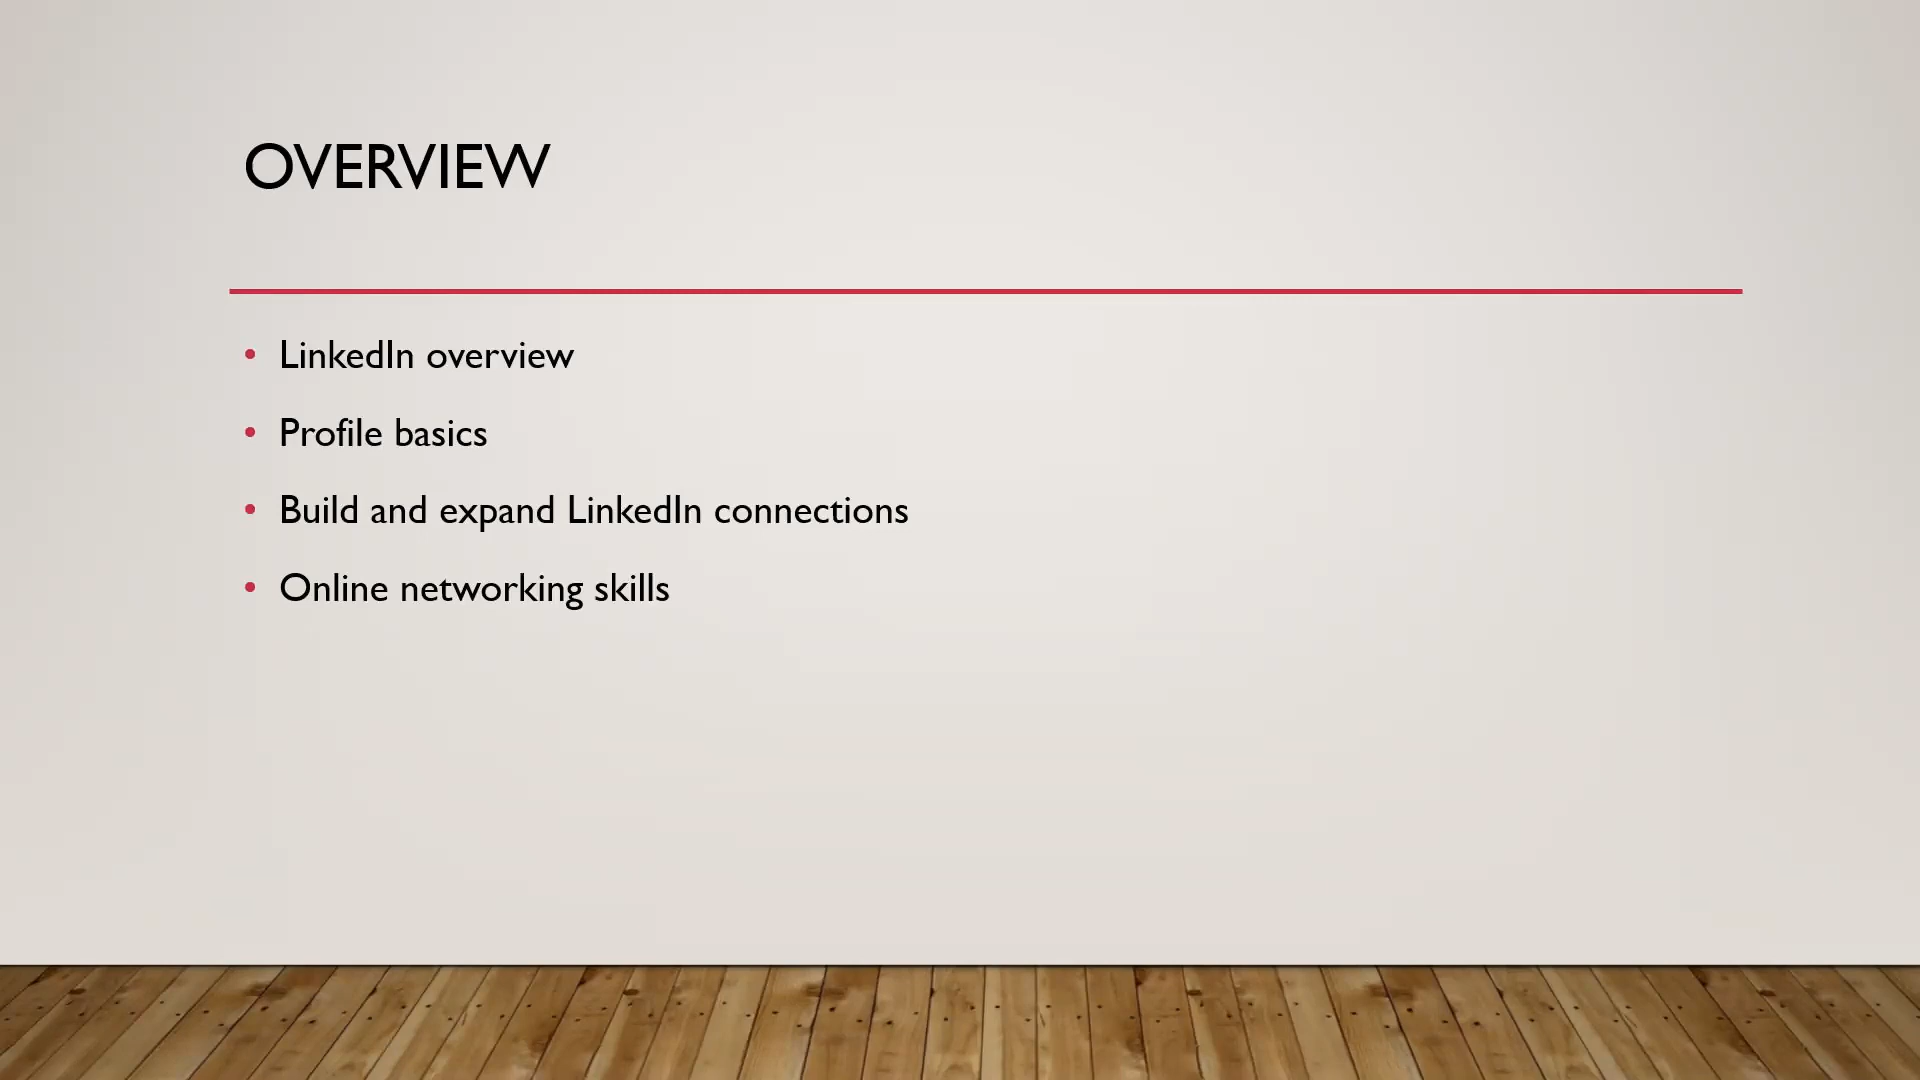 OVERVIEW
• LinkedIn overview
• Profile basics
• Build and expand LinkedIn connections
• Online networking skills